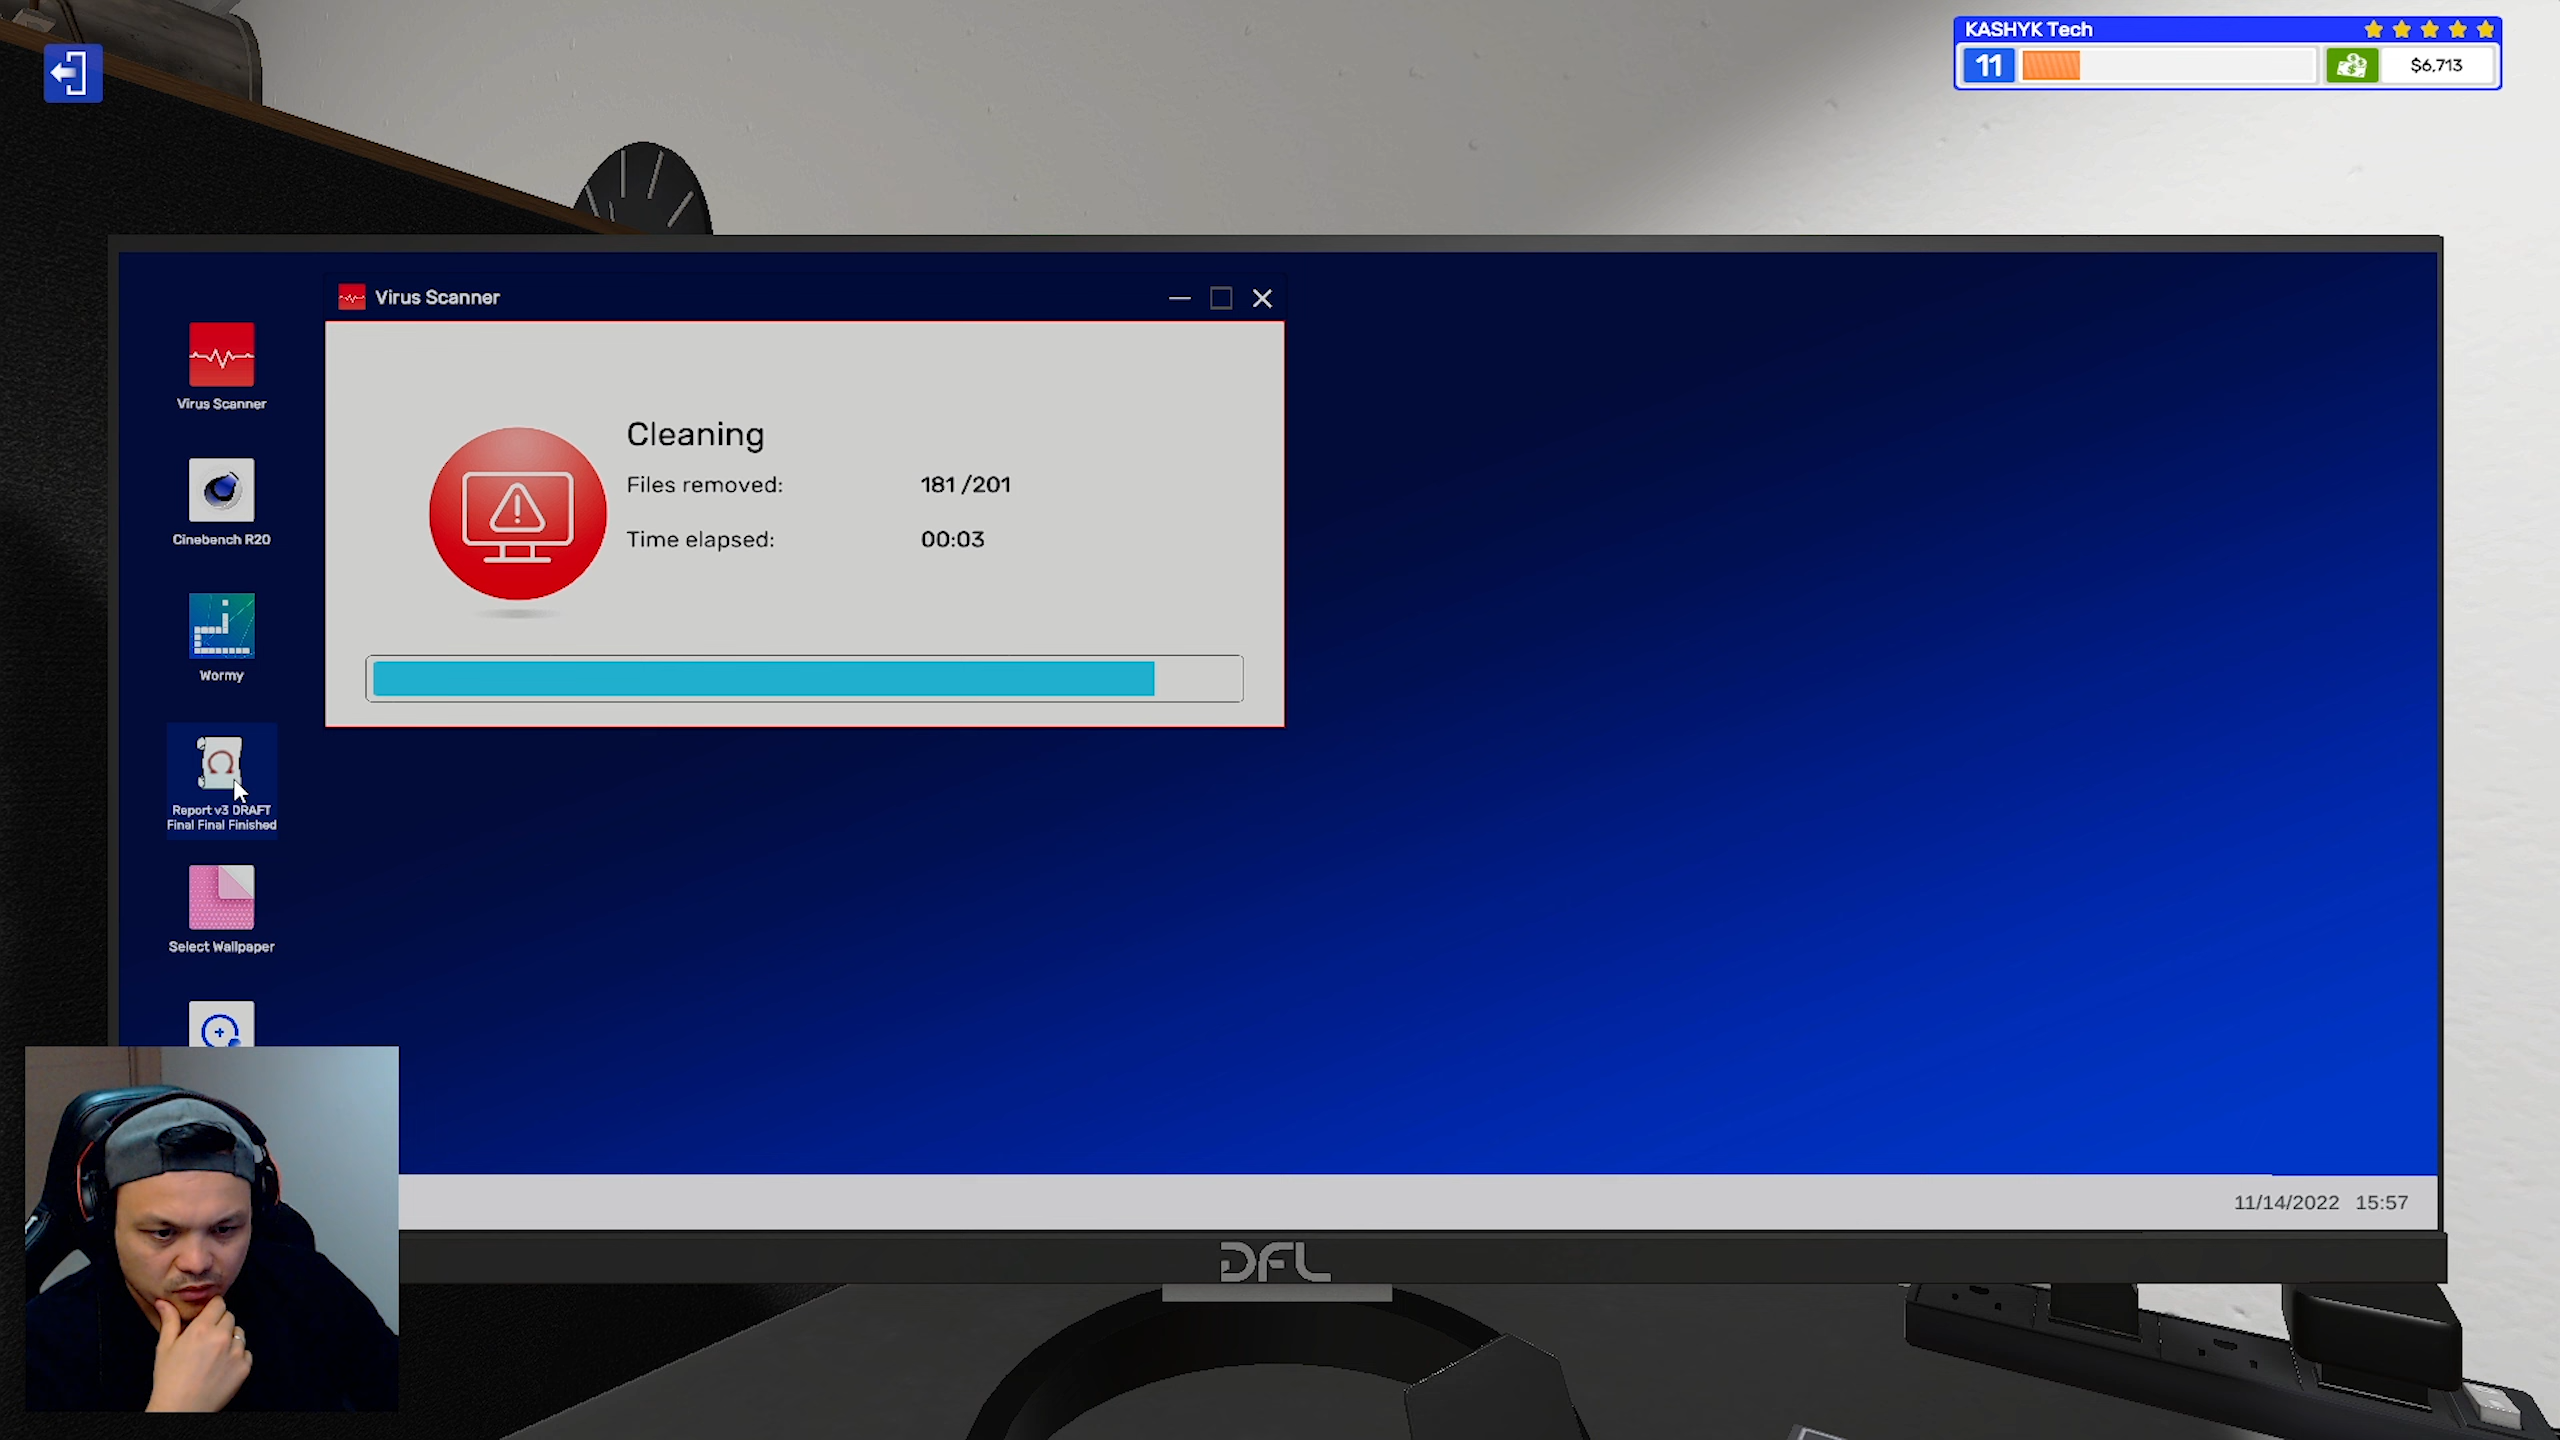 KASHYK Tech
11
$6,713
Virus Scanner
Virus Scanner
Cleaning
Files removed: 181 /201
Time elapsed: 00:03
Cinebench R20
Wormy
Report v3 DRAFT
Final Final Finished
Select Wallpaper
11/14/2022 15:57
DFL